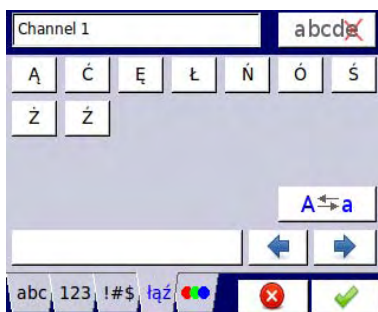 Channel 1 abcde
Ą Ć Ę Ł Ń Ó Ś
Ż Ź
A a
abc 123 !#$ łąź